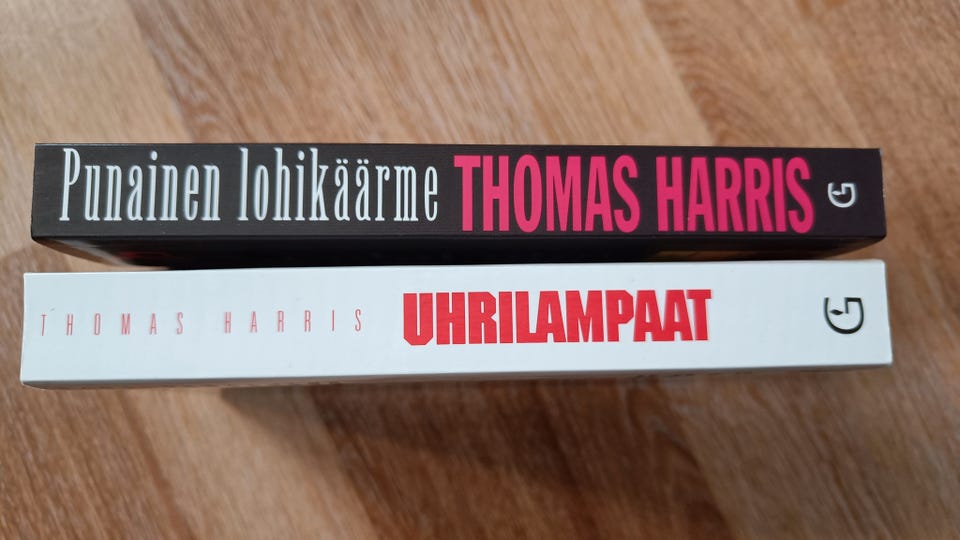 Punainen lohikäärme THOMAS HARRIS G
THOMAS HARRIS UHRILAMPAAT G